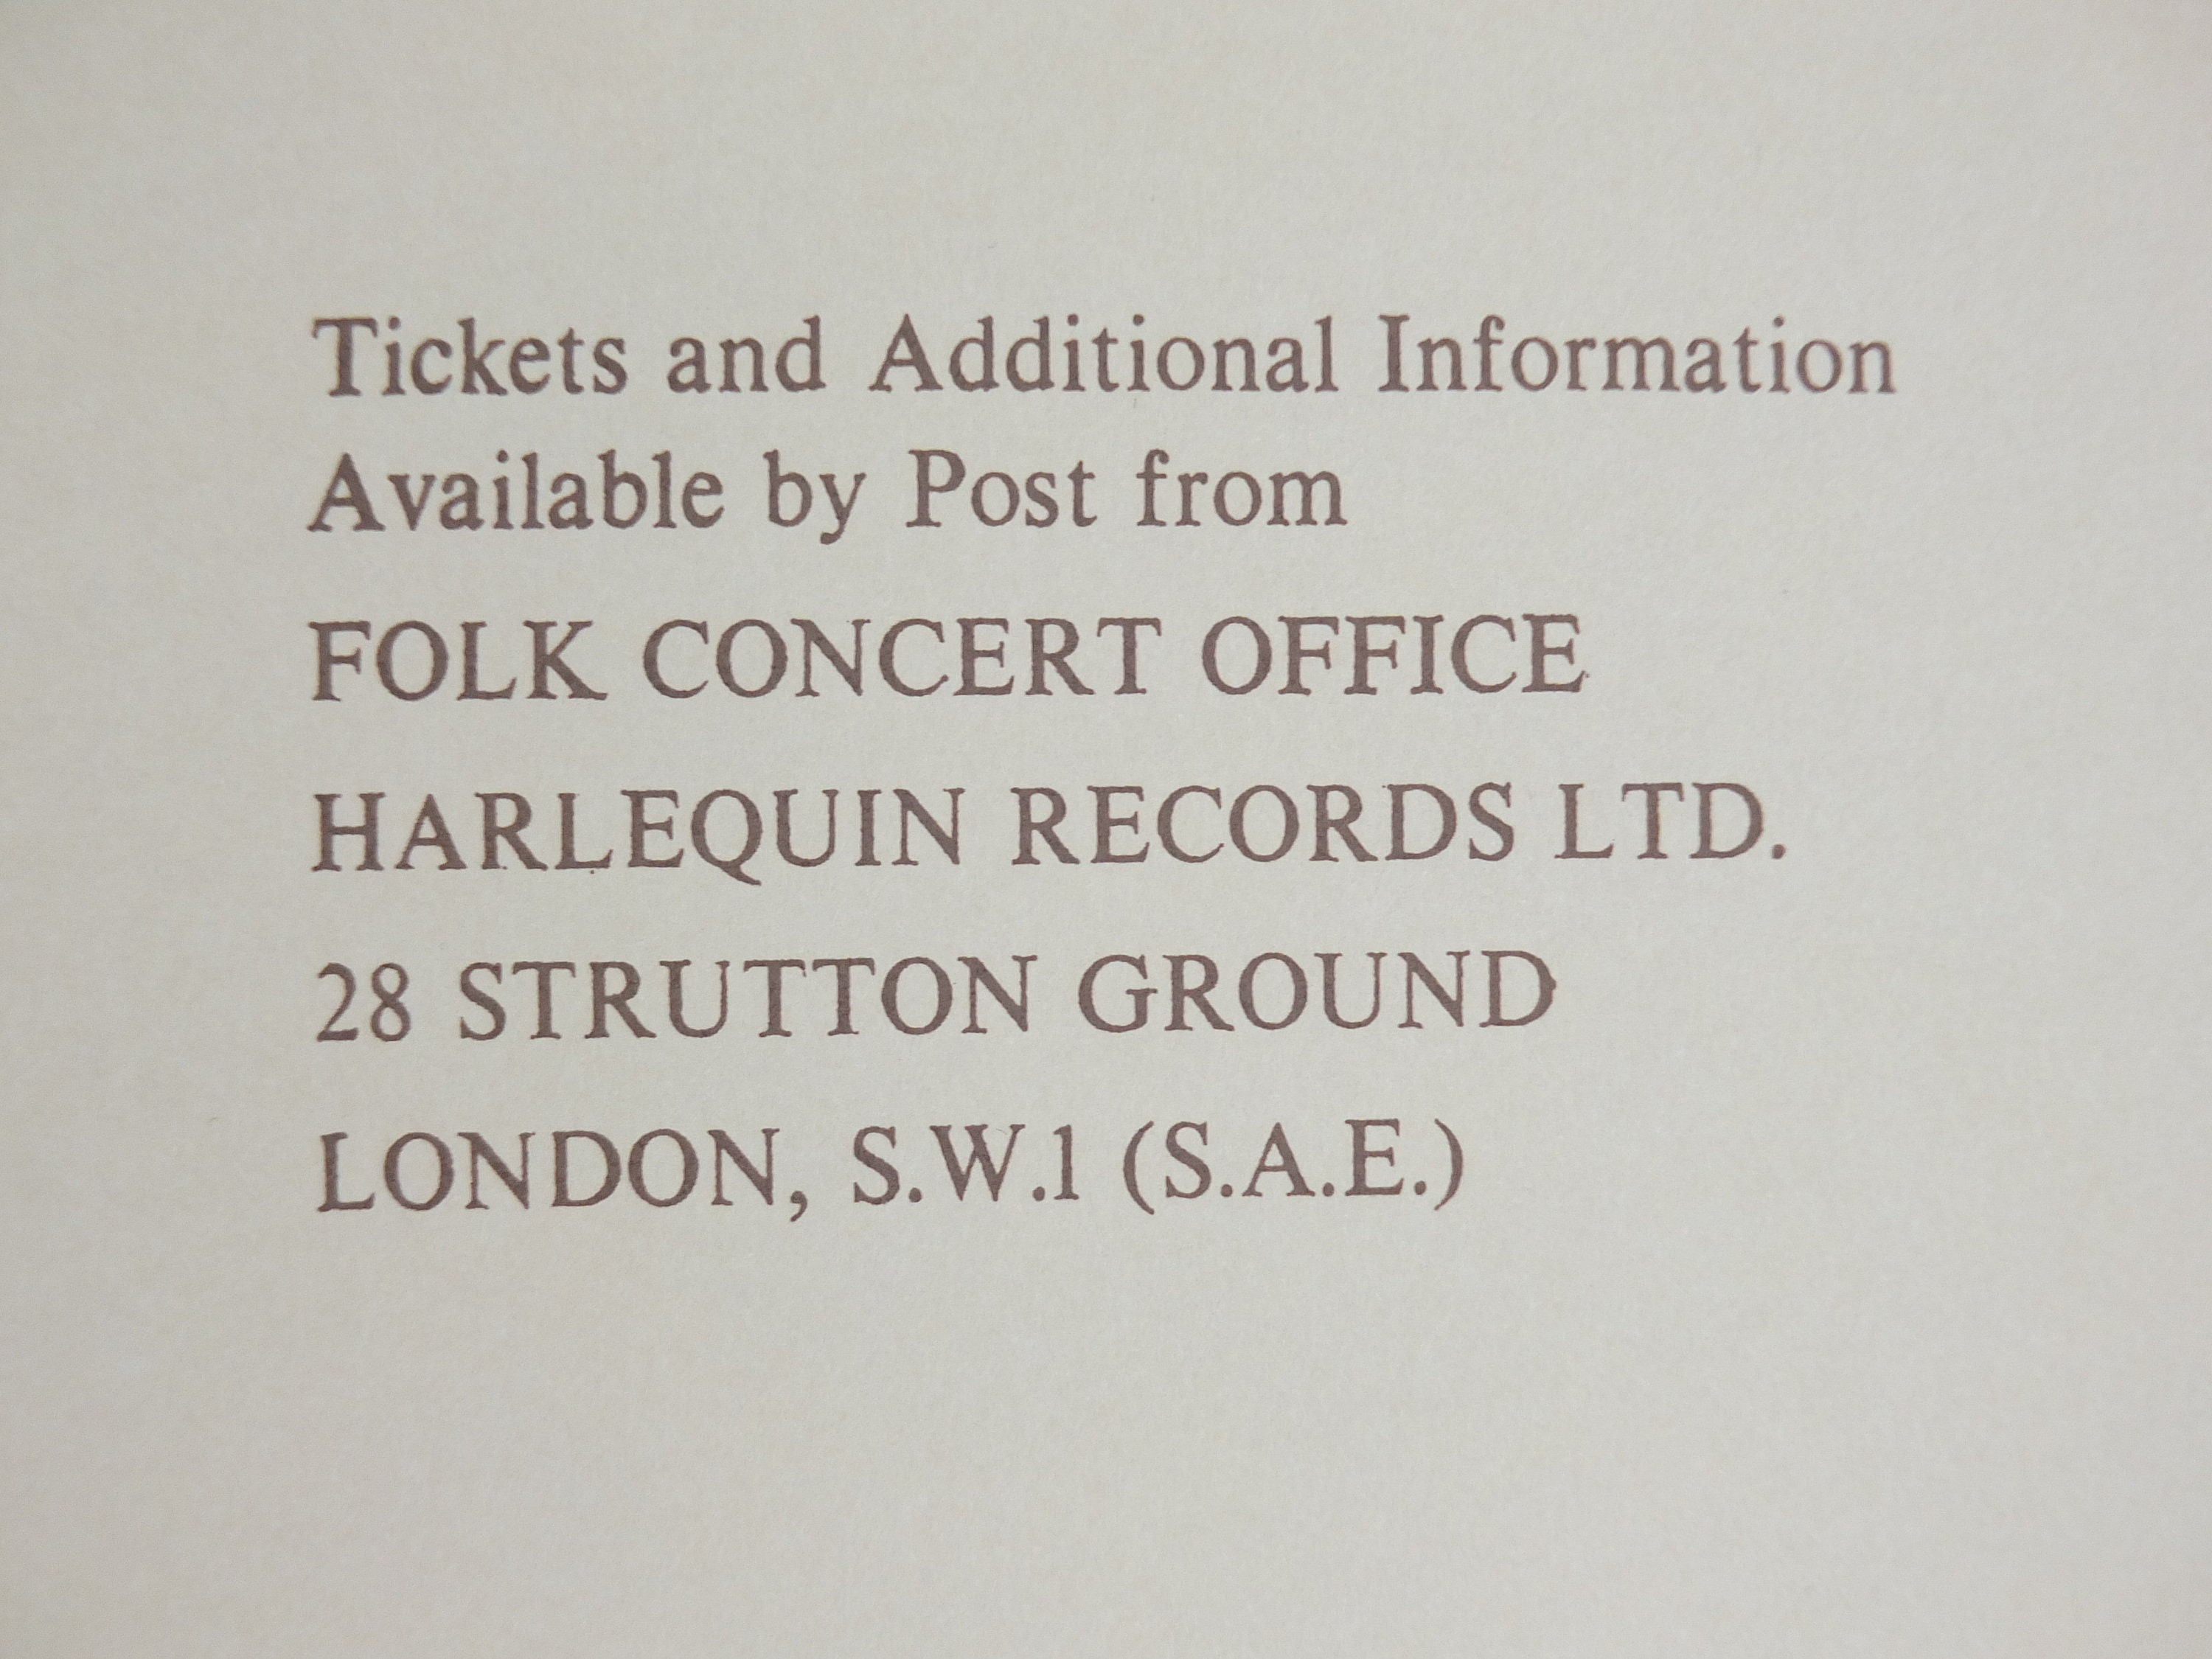 Tickets and Additional Information
Available by Post from
FOLK CONCERT OFFICE
HARLEQUIN RECORDS LTD.
28 STRUTTON GROUND
LONDON, S.W.1 (S.A.E.)